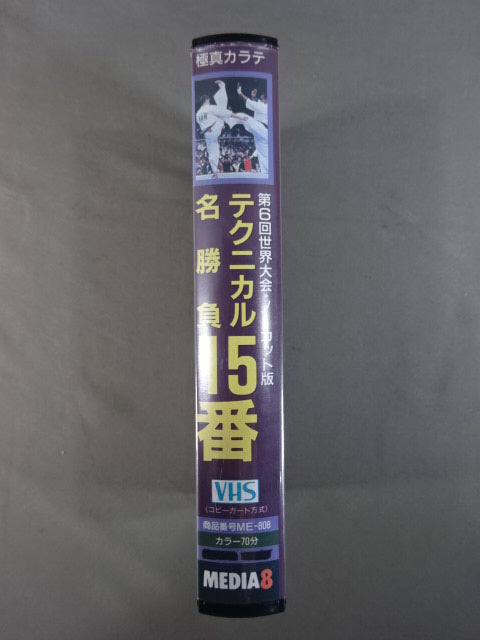 極真カラテ
第6回世界大会・ノーカット版
テクニカル
名勝負
15番
VHS
(コピーガード方式)
商品番号ME-808
カラー70分
MEDIA8